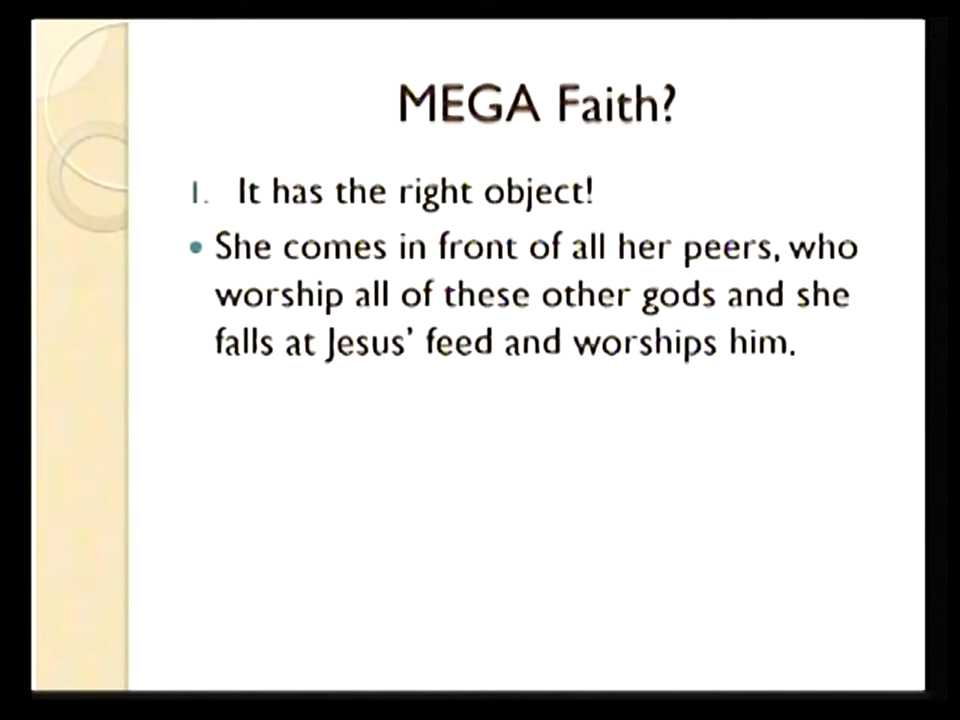 MEGA Faith?
1. It has the right object!
• She comes in front of all her peers, who
worship all of these other gods and she
falls at Jesus' feed and worships him.